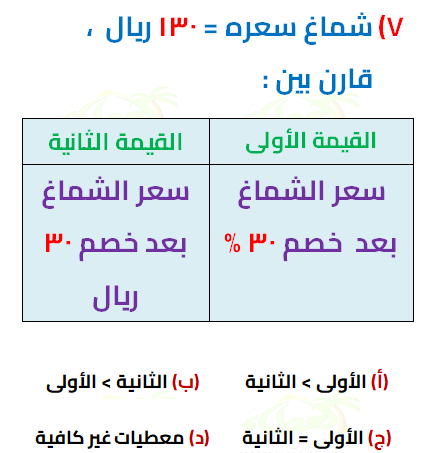 ٧) شماغ سعره = ١٣٠ ريال ،
قارن بين :
القيمة الأولى
القيمة الثانية
سعر الشماغ
بعد خصم ٣٠ %
سعر الشماغ
بعد خصم ٣٠
ريال
(أ) الأولى > الثانية
(ب) الثانية > الأولى
(ج) الأولى = الثانية
(د) معطيات غير كافية